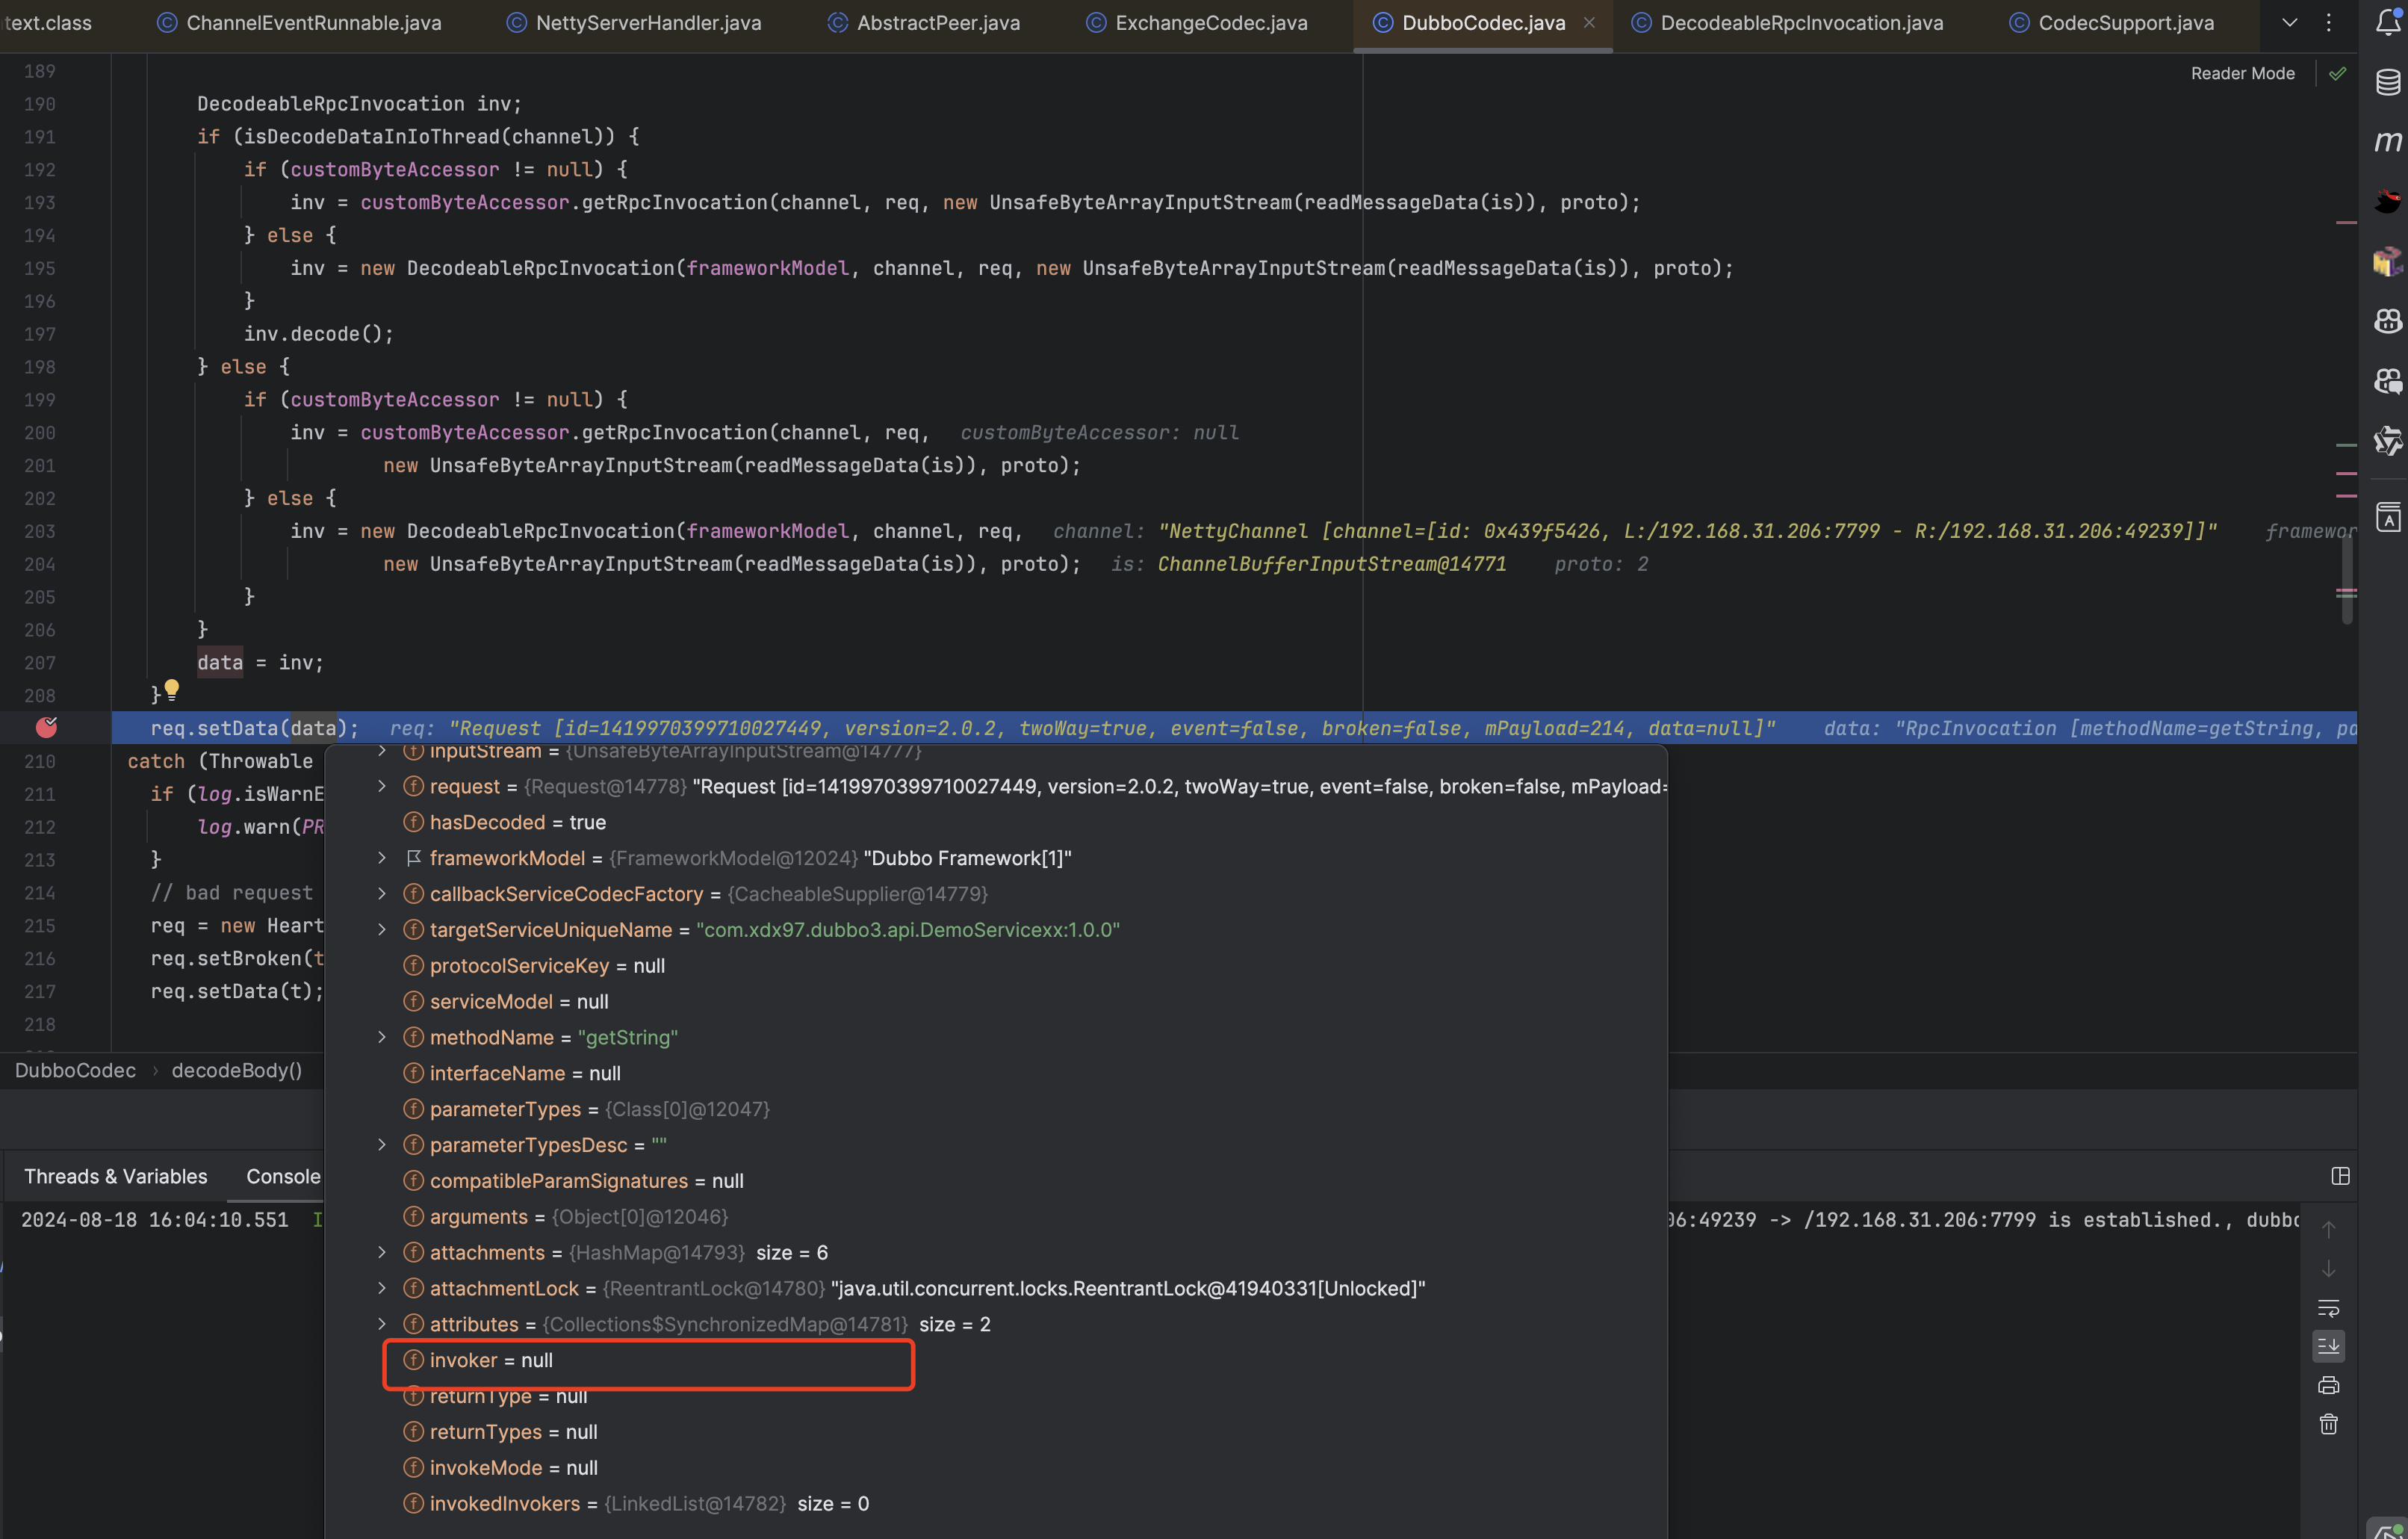 text.class ChannelEventRunnable.java NettyServerHandler.java AbstractPeer.java ExchangeCodec.java DubboCodec.java DecodeableRpcInvocation.java CodecSupport.java
Reader Mode
189
190 DecodeableRpcInvocation inv;
191 if (isDecodeDataInIoThread(channel)) {
192 if (customByteAccessor != null) {
193 inv = customByteAccessor.getRpcInvocation(channel, req, new UnsafeByteArrayInputStream(readMessageData(is)), proto);
194 } else {
195 inv = new DecodeableRpcInvocation(frameworkModel, channel, req, new UnsafeByteArrayInputStream(readMessageData(is)), proto);
196 }
197 inv.decode();
198 } else {
199 if (customByteAccessor != null) {
200 inv = customByteAccessor.getRpcInvocation(channel, req, customByteAccessor: null
201 new UnsafeByteArrayInputStream(readMessageData(is)), proto);
202 } else {
203 inv = new DecodeableRpcInvocation(frameworkModel, channel, req, channel: "NettyChannel [channel=[id: 0x439f5426, L:/192.168.31.206:7799 - R:/192.168.31.206:49239]]" framewor
204 new UnsafeByteArrayInputStream(readMessageData(is)), proto); is: ChannelBufferInputStream@14771 proto: 2
205 }
206 }
207 data = inv;
208 }
req.setData(data); req: "Request [id=1419970399710027449, version=2.0.2, twoWay=true, event=false, broken=false, mPayload=214, data=null]" data: "RpcInvocation [methodName=getString, pa
inputStream = {UnsafeByteArrayInputStream@14777}
210 catch (Throwable
request = {Request@14778} "Request [id=1419970399710027449, version=2.0.2, twoWay=true, event=false, broken=false, mPayload=
211 if (log.isWarnE
hasDecoded = true
212 log.warn(PR
frameworkModel = {FrameworkModel@12024} "Dubbo Framework[1]"
213 }
callbackServiceCodecFactory = {CacheableSupplier@14779}
214 // bad request
targetServiceUniqueName = "com.xdx97.dubbo3.api.DemoServicexx:1.0.0"
215 req = new Heart
protocolServiceKey = null
216 req.setBroken(t
217 req.setData(t);
serviceModel = null
218
methodName = "getString"
DubboCodec › decodeBody()
interfaceName = null
parameterTypes = {Class[0]@12047}
parameterTypesDesc = ""
Threads & Variables Console
compatibleParamSignatures = null
2024-08-18 16:04:10.551 I
arguments = {Object[0]@12046}
06:49239 -> /192.168.31.206:7799 is established., dubbo
attachments = {HashMap@14793} size = 6
attachmentLock = {ReentrantLock@14780} "java.util.concurrent.locks.ReentrantLock@41940331[Unlocked]"
attributes = {Collections$SynchronizedMap@14781} size = 2
invoker = null
returnType = null
returnTypes = null
invokeMode = null
invokedInvokers = {LinkedList@14782} size = 0